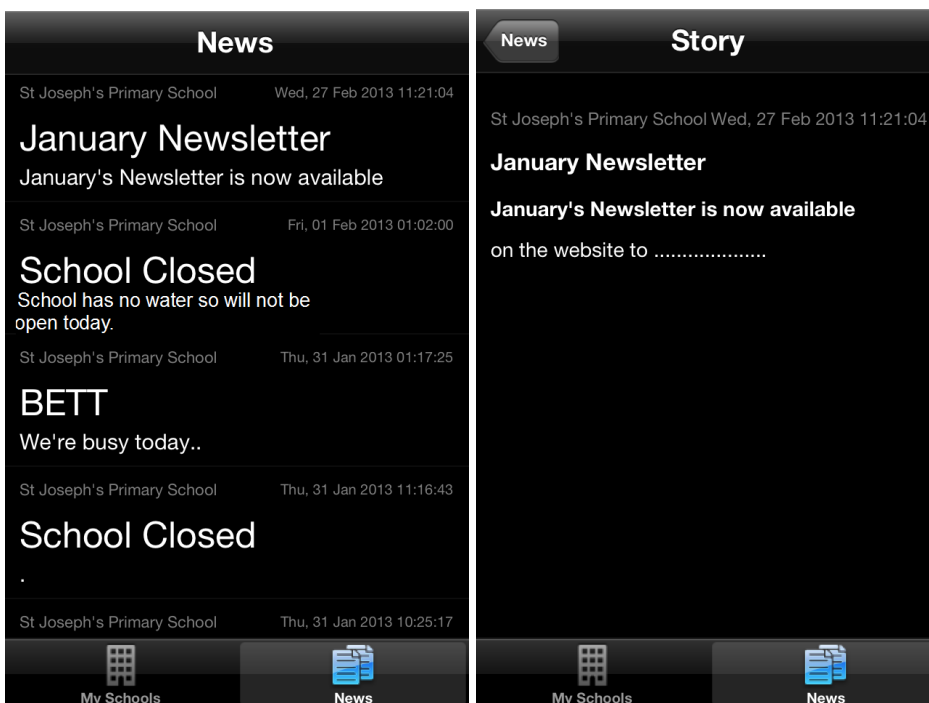 News
St Joseph's Primary School Wed, 27 Feb 2013 11:21:04
January Newsletter
January's Newsletter is now available
St Joseph's Primary School Fri, 01 Feb 2013 01:02:00
School Closed
School has no water so will not be
open today.
St Joseph's Primary School Thu, 31 Jan 2013 01:17:25
BETT
We're busy today..
St Joseph's Primary School Thu, 31 Jan 2013 11:16:43
School Closed
.
St Joseph's Primary School Thu, 31 Jan 2013 10:25:17
My Schools News
News Story
St Joseph's Primary School Wed, 27 Feb 2013 11:21:04
January Newsletter
January's Newsletter is now available
on the website to ...................
My Schools News